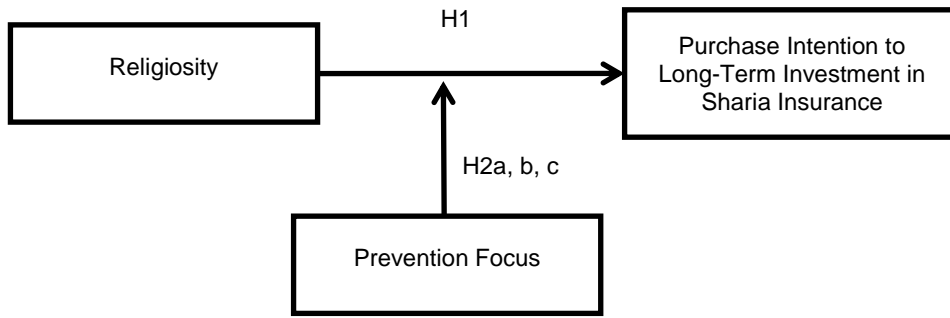 H1
Religiosity
Purchase Intention to
Long-Term Investment in
Sharia Insurance
H2a, b, c
Prevention Focus